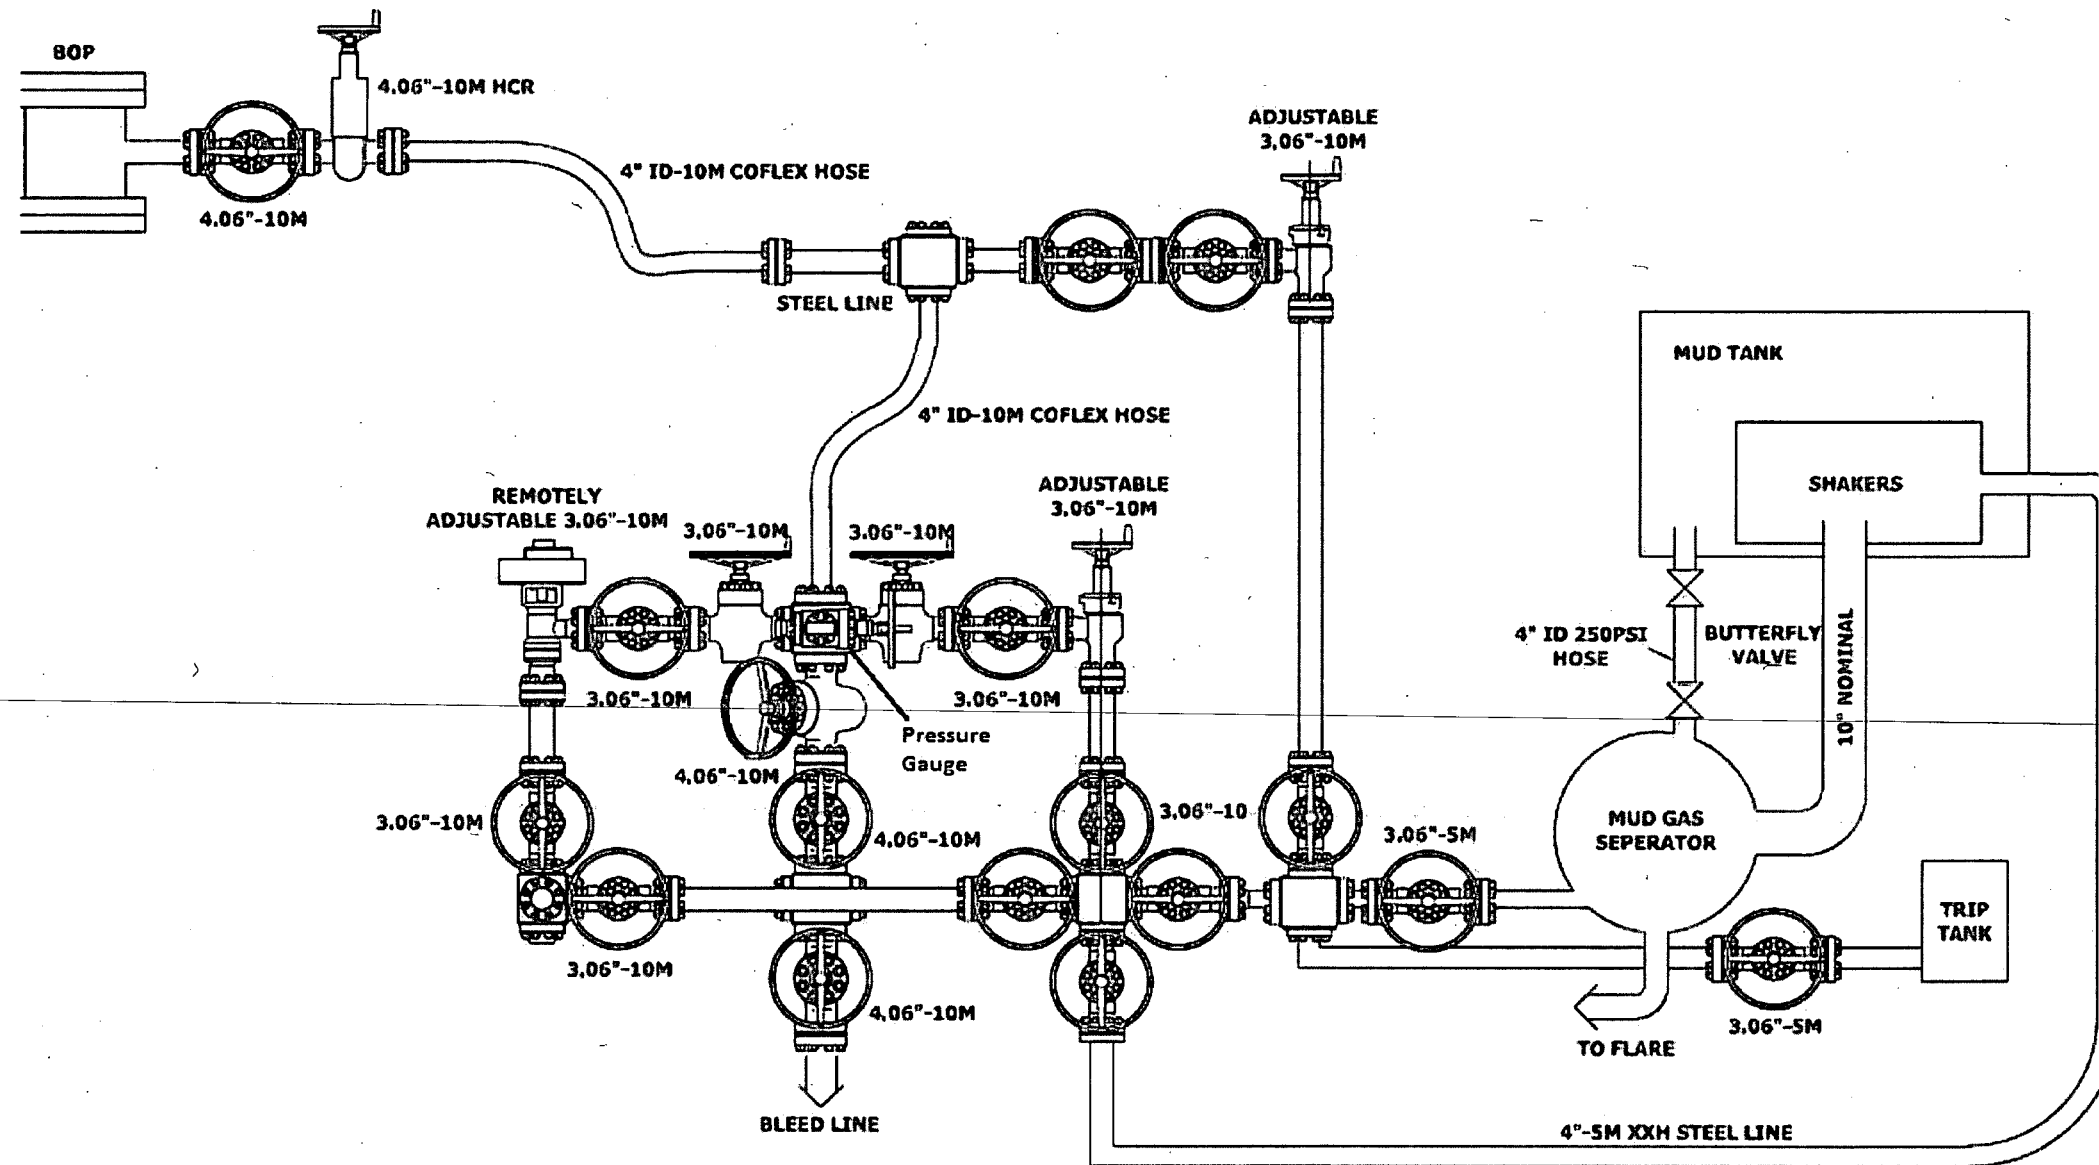 BOP
4.06"-10M HCR
4.06"-10M
4" ID-10M COFLEX HOSE
ADJUSTABLE
3.06"-10M
STEEL LINE
4" ID-10M COFLEX HOSE
MUD TANK
SHAKERS
REMOTELY
ADJUSTABLE 3.06"-10M
3.06"-10M
3.06"-10M
ADJUSTABLE
3.06"-10M
4" ID 250PSI
HOSE
BUTTERFLY
VALVE
10" NOMINAL
3.06"-10M
3.06"-10M
Pressure
Gauge
4.06"-10M
3.06"-10M
4.06"-10M
3.06"-10
3.06"-5M
MUD GAS
SEPERATOR
TRIP
TANK
3.06"-10M
4.06"-10M
3.06"-5M
TO FLARE
BLEED LINE
4"-5M XXH STEEL LINE